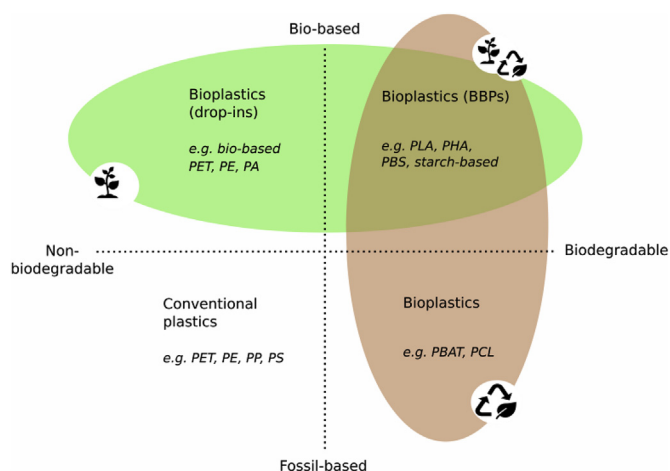 Bio-based
Bioplastics
(drop-ins)
e.g. bio-based
PET, PE, PA
Bioplastics (BBPs)
e.g. PLA, PHA,
PBS, starch-based
Non-
biodegradable
Biodegradable
Conventional
plastics
e.g. PET, PE, PP, PS
Bioplastics
e.g. PBAT, PCL
Fossil-based